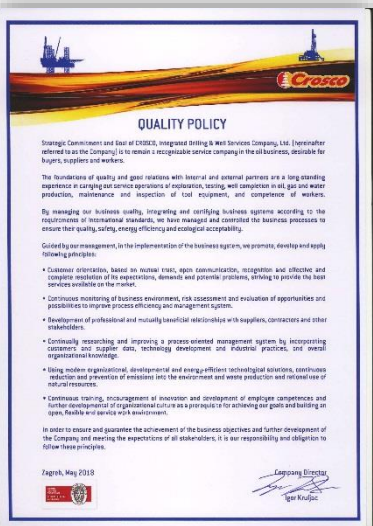 Crosco
QUALITY POLICY
Strategic Commitment and Goal of CROSCO, Integrated Drilling & Well Services Company, Ltd. (hereinafter
referred to as the Company) is to remain a recognizable service company in the oil business, desirable for
buyers, suppliers and workers.
The foundations of quality and good relations with internal and external partners are a long standing
experience in carrying out service operations of exploration, testing, well completion in oil, gas and water
production, maintenance and inspection of tool equipment, and competence of workers.
By managing our business quality, integrating and certifying business systems according to the
requirements of international standards, we have managed and controlled the business processes to
ensure their quality, safety, energy efficiency and ecological acceptability.
Guided by our management, in the implementation of the business system, we promote, develop and apply
following principles:
• Customer orientation, based on mutual trust, open communication, recognition and effective and
complete resolution of its expectations, demands and potential problems, striving to provide the best
services available on the market.
• Continuous monitoring of business environment, risk assessment and evaluation of opportunities and
possibilities to improve process efficiency and management system.
• Development of professional and mutually beneficial relationships with suppliers, contractors and other
stakeholders.
• Continually researching and improving a process-oriented management system by incorporating
customers and supplier data, technology development and industrial practices, and overall
organizational knowledge.
• Using modern organizational, developmental and energy-efficient technological solutions, continuous
reduction and prevention of emissions into the environment and waste production and rational use of
natural resources.
• Continuous training, encouragement of innovation and development of employee competences and
further developmental of organizational culture as a prerequisite for achieving our goals and building an
open, flexible and service work environment.
In order to ensure and guarantee the achievement of the business objectives and further development of
the Company and meeting the expectations of all stakeholders, it is our responsibility and obligation to
follow these principles.
Zagreb, May 2018
Company Director
Igor Kruljac